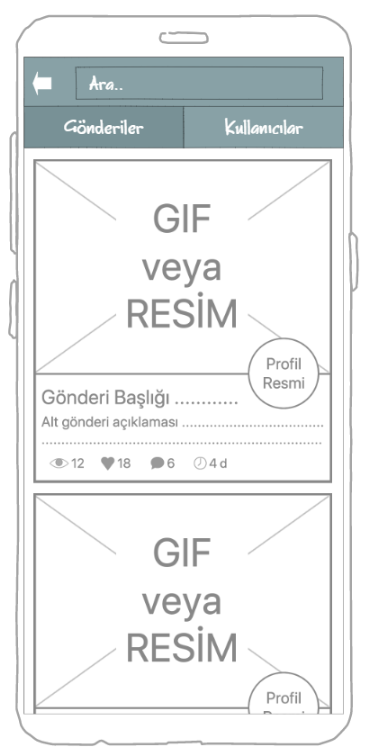 Ara..
Gönderiler Kullanıcılar
GIF
veya
RESİM
Profil
Resmi
Gönderi Başlığı ............
Alt gönderi açıklaması ........................................
................................................................................
12 18 6 4 d
GIF
veya
RESİM
Profil